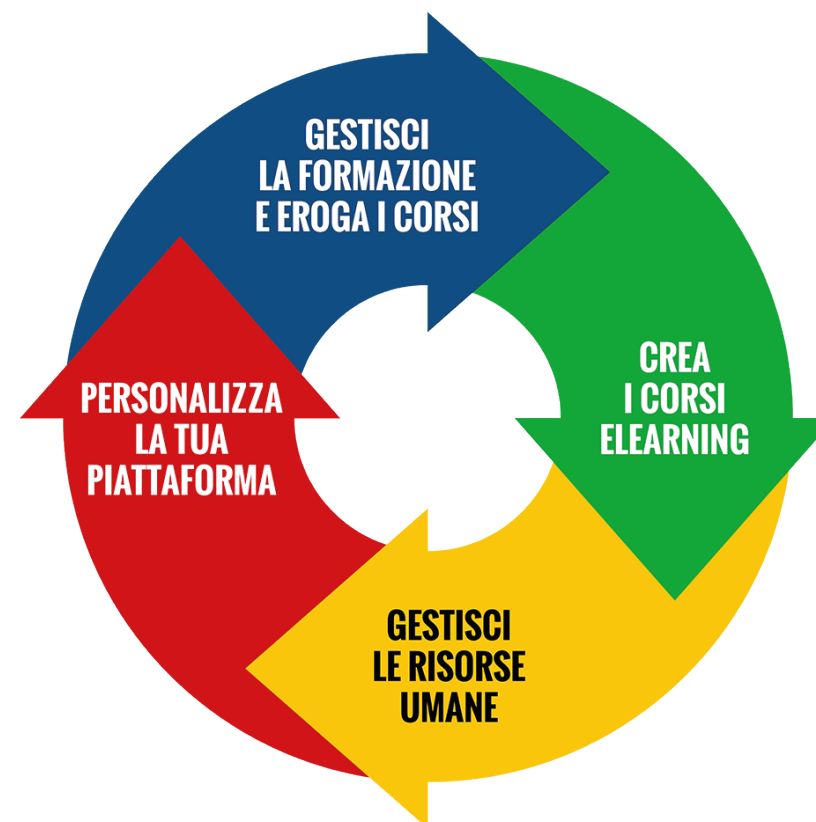 GESTISCI
LA FORMAZIONE
E EROGA I CORSI
CREA
I CORSI
ELEARNING
GESTISCI
LE RISORSE
UMANE
PERSONALIZZA
LA TUA
PIATTAFORMA